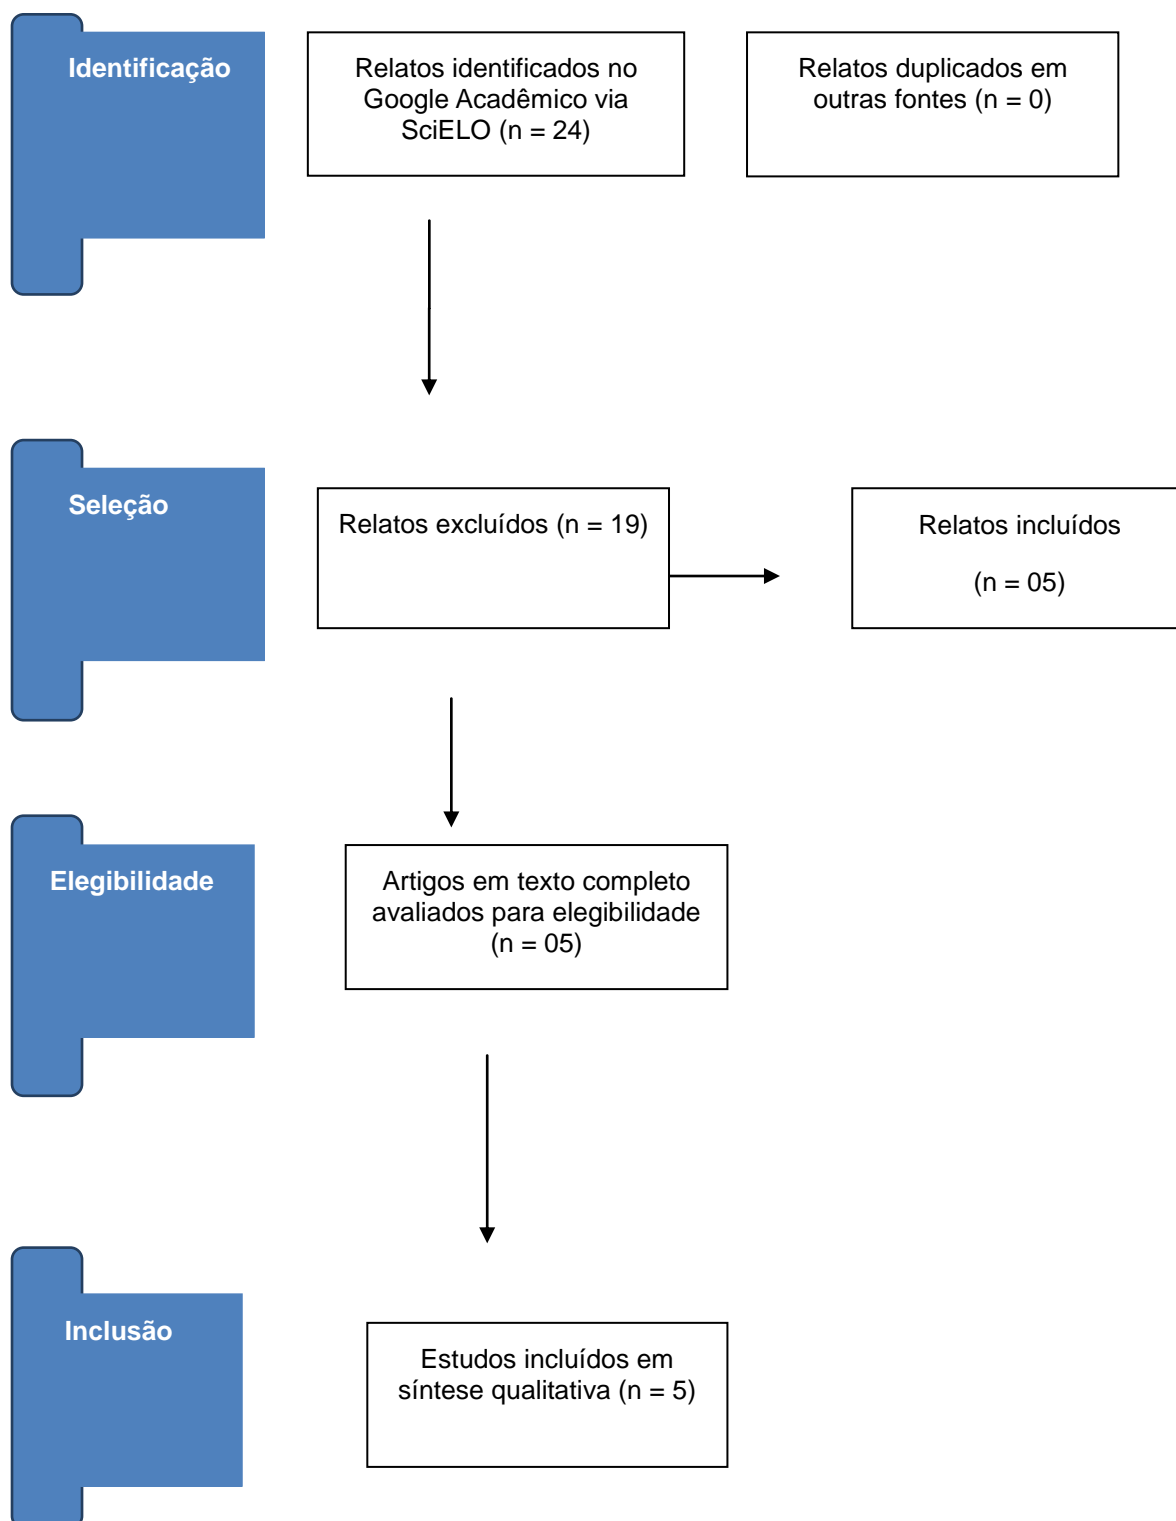 Identificação
Relatos identificados no
Google Acadêmico via
SciELO (n = 24)
Relatos duplicados em
outras fontes (n = 0)
Seleção
Relatos excluídos (n = 19)
Relatos incluídos
(n = 05)
Elegibilidade
Artigos em texto completo
avaliados para elegibilidade
(n = 05)
Inclusão
Estudos incluídos em
síntese qualitativa (n = 5)